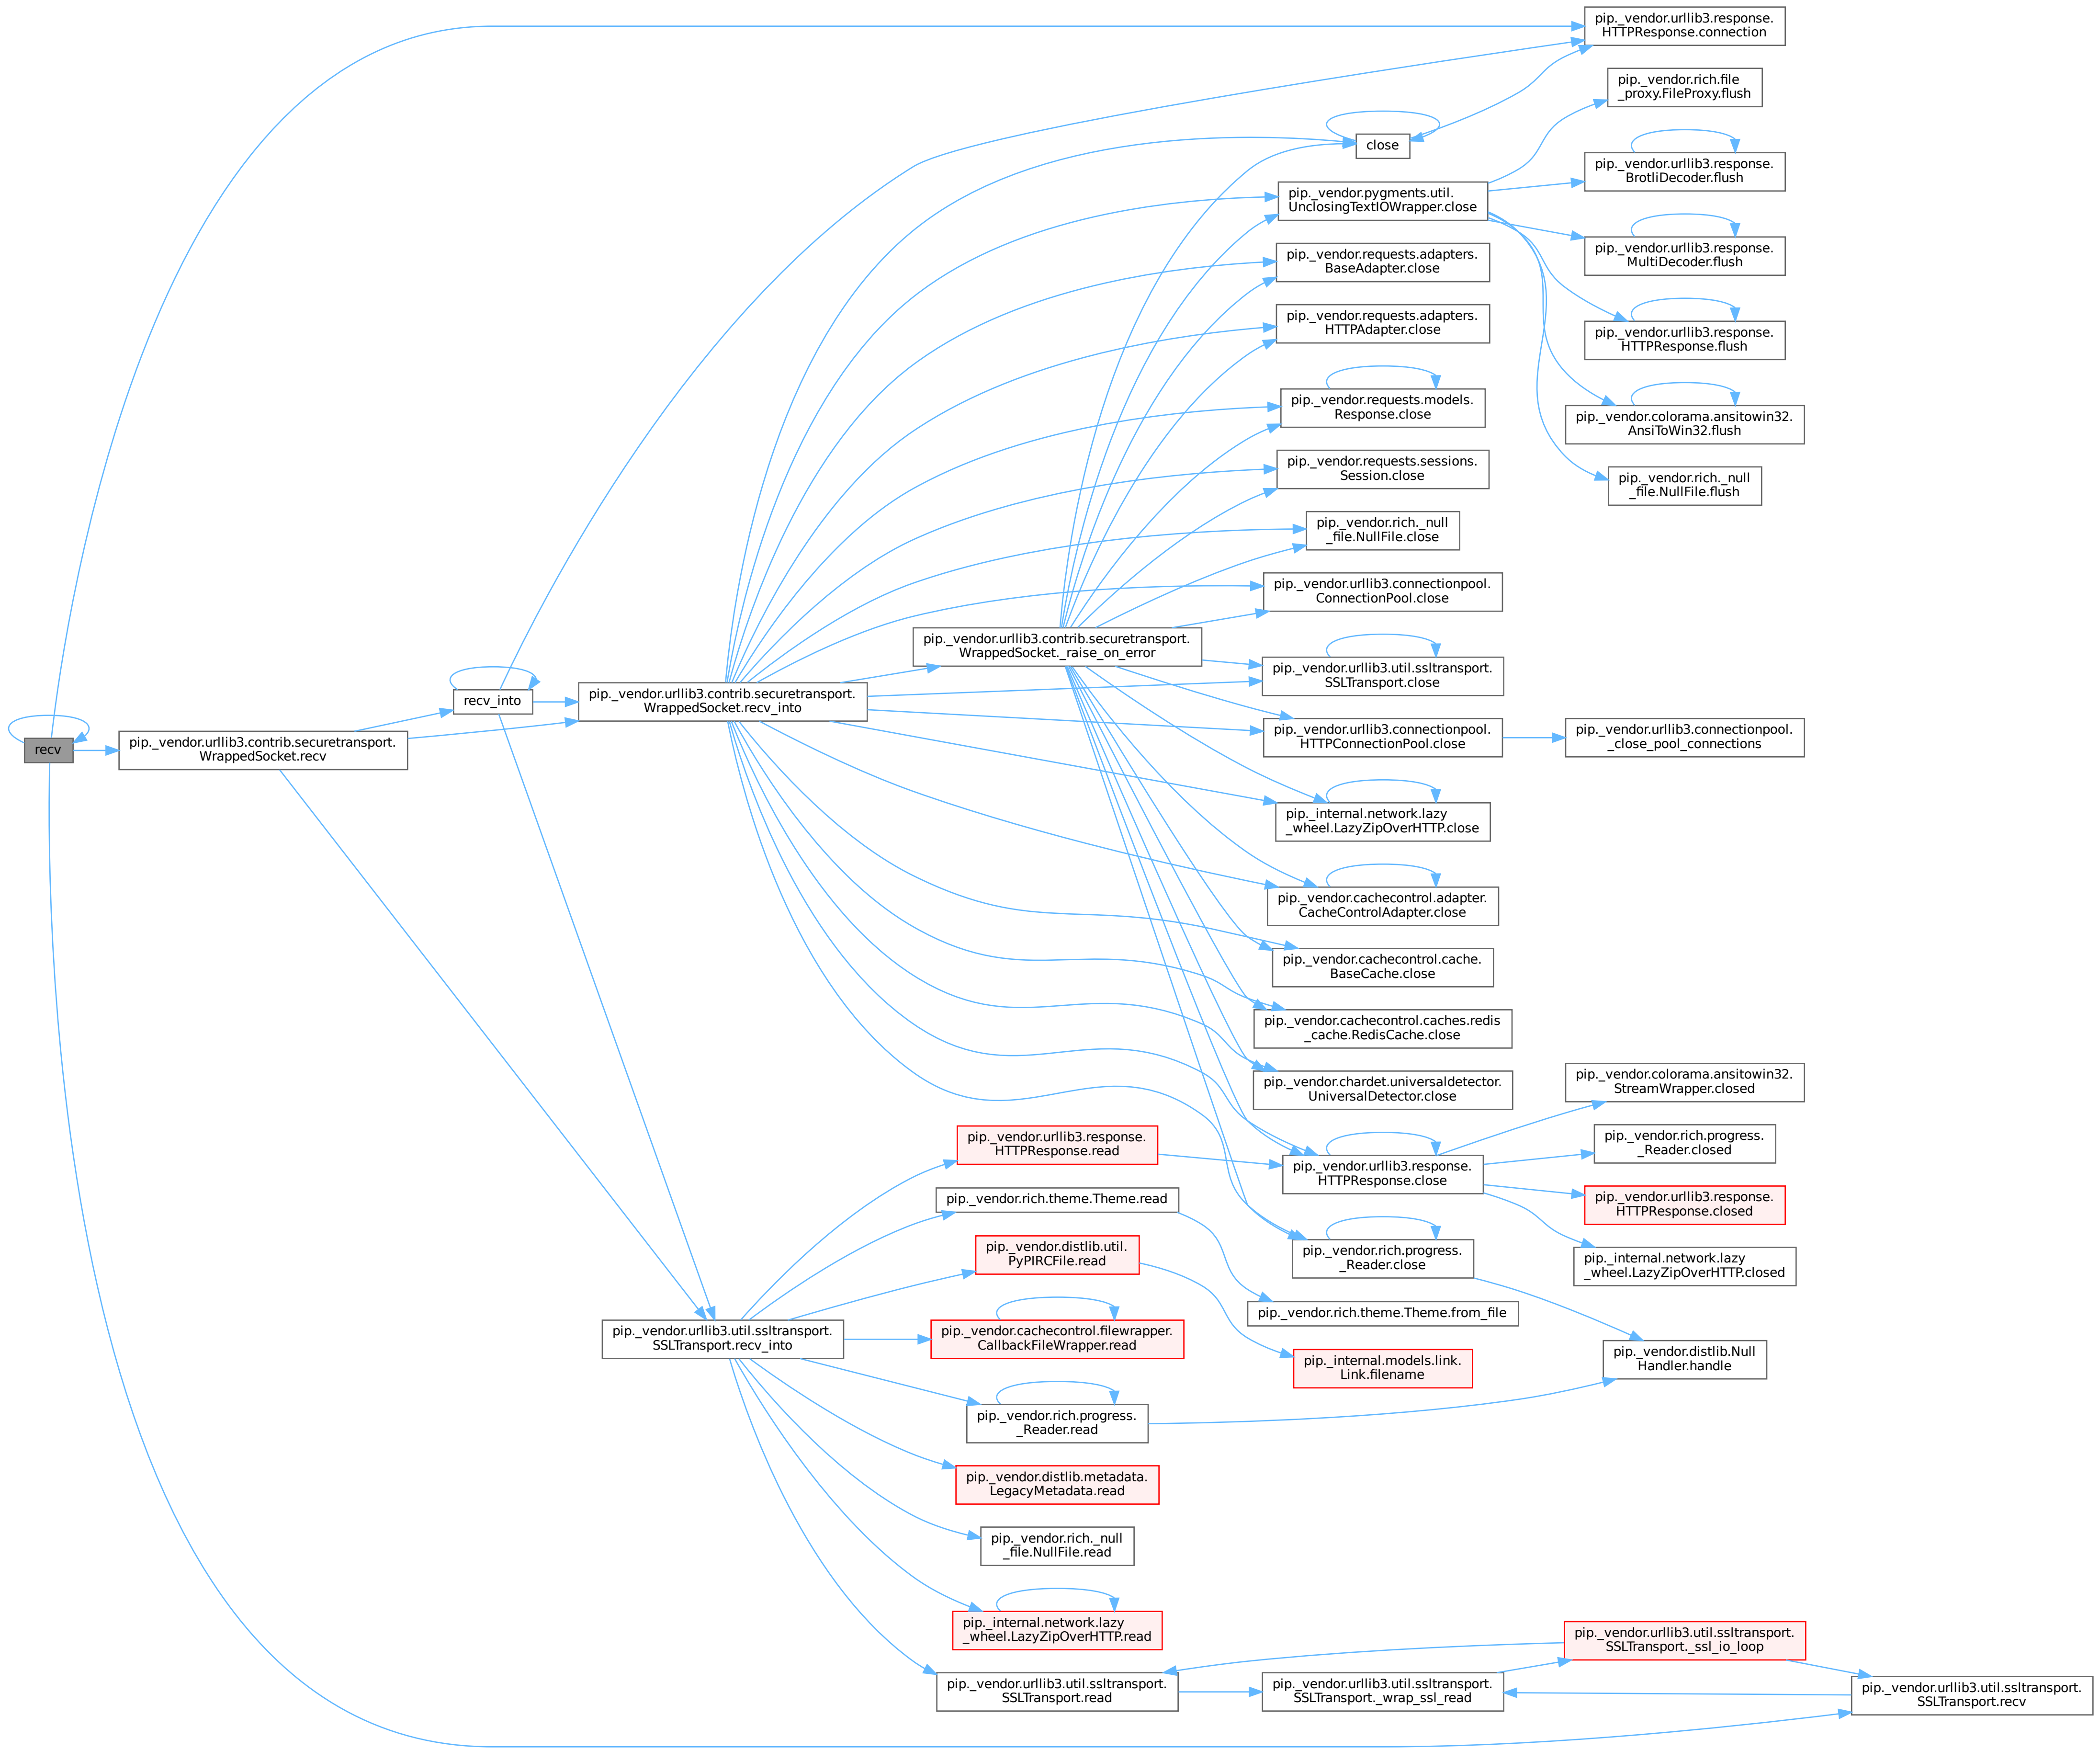 pip._vendor.urllib3.response.
HTTPResponse.connection
pip._vendor.rich.file
_proxy.FileProxy.flush
close
pip._vendor.urllib3.response.
BrotliDecoder.flush
pip._vendor.pygments.util.
UnclosingTextIOWrapper.close
pip._vendor.urllib3.response.
MultiDecoder.flush
pip._vendor.requests.adapters.
BaseAdapter.close
pip._vendor.requests.adapters.
HTTPAdapter.close
pip._vendor.urllib3.response.
HTTPResponse.flush
pip._vendor.requests.models.
Response.close
pip._vendor.colorama.ansitowin32.
AnsiToWin32.flush
pip._vendor.requests.sessions.
Session.close
pip._vendor.rich._null
_file.NullFile.flush
pip._vendor.rich._null
_file.NullFile.close
pip._vendor.urllib3.connectionpool.
ConnectionPool.close
pip._vendor.urllib3.contrib.securetransport.
WrappedSocket._raise_on_error
pip._vendor.urllib3.util.ssltransport.
SSLTransport.close
recv_into
pip._vendor.urllib3.contrib.securetransport.
WrappedSocket.recv_into
recv
pip._vendor.urllib3.contrib.securetransport.
WrappedSocket.recv
pip._vendor.urllib3.connectionpool.
HTTPConnectionPool.close
pip._vendor.urllib3.connectionpool.
_close_pool_connections
pip._internal.network.lazy
_wheel.LazyZipOverHTTP.close
pip._vendor.cachecontrol.adapter.
CacheControlAdapter.close
pip._vendor.cachecontrol.cache.
BaseCache.close
pip._vendor.cachecontrol.caches.redis
_cache.RedisCache.close
pip._vendor.chardet.universaldetector.
UniversalDetector.close
pip._vendor.colorama.ansitowin32.
StreamWrapper.closed
pip._vendor.urllib3.response.
HTTPResponse.read
pip._vendor.rich.progress.
_Reader.closed
pip._vendor.urllib3.response.
HTTPResponse.close
pip._vendor.rich.theme.Theme.read
pip._vendor.urllib3.response.
HTTPResponse.closed
pip._vendor.distlib.util.
PyPIRCFile.read
pip._vendor.rich.progress.
_Reader.close
pip._internal.network.lazy
_wheel.LazyZipOverHTTP.closed
pip._vendor.rich.theme.Theme.from_file
pip._vendor.urllib3.util.ssltransport.
SSLTransport.recv_into
pip._vendor.cachecontrol.filewrapper.
CallbackFileWrapper.read
pip._internal.models.link.
Link.filename
pip._vendor.distlib.Null
Handler.handle
pip._vendor.rich.progress.
_Reader.read
pip._vendor.distlib.metadata.
LegacyMetadata.read
pip._vendor.rich._null
_file.NullFile.read
pip._internal.network.lazy
_wheel.LazyZipOverHTTP.read
pip._vendor.urllib3.util.ssltransport.
SSLTransport._ssl_io_loop
pip._vendor.urllib3.util.ssltransport.
SSLTransport.read
pip._vendor.urllib3.util.ssltransport.
SSLTransport._wrap_ssl_read
pip._vendor.urllib3.util.ssltransport.
SSLTransport.recv